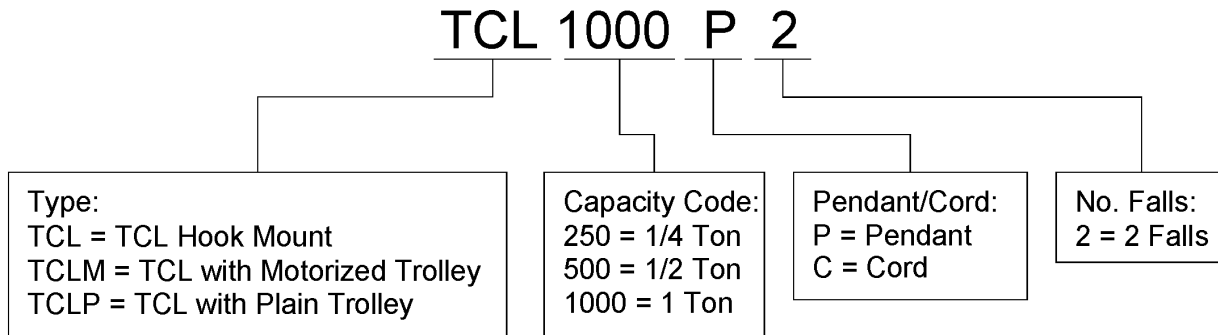 TCL 1000 P 2
Type:
TCL = TCL Hook Mount
TCLM = TCL with Motorized Trolley
TCLP = TCL with Plain Trolley
Capacity Code:
250 = 1/4 Ton
500 = 1/2 Ton
1000 = 1 Ton
Pendant/Cord:
P = Pendant
C = Cord
No. Falls:
2 = 2 Falls